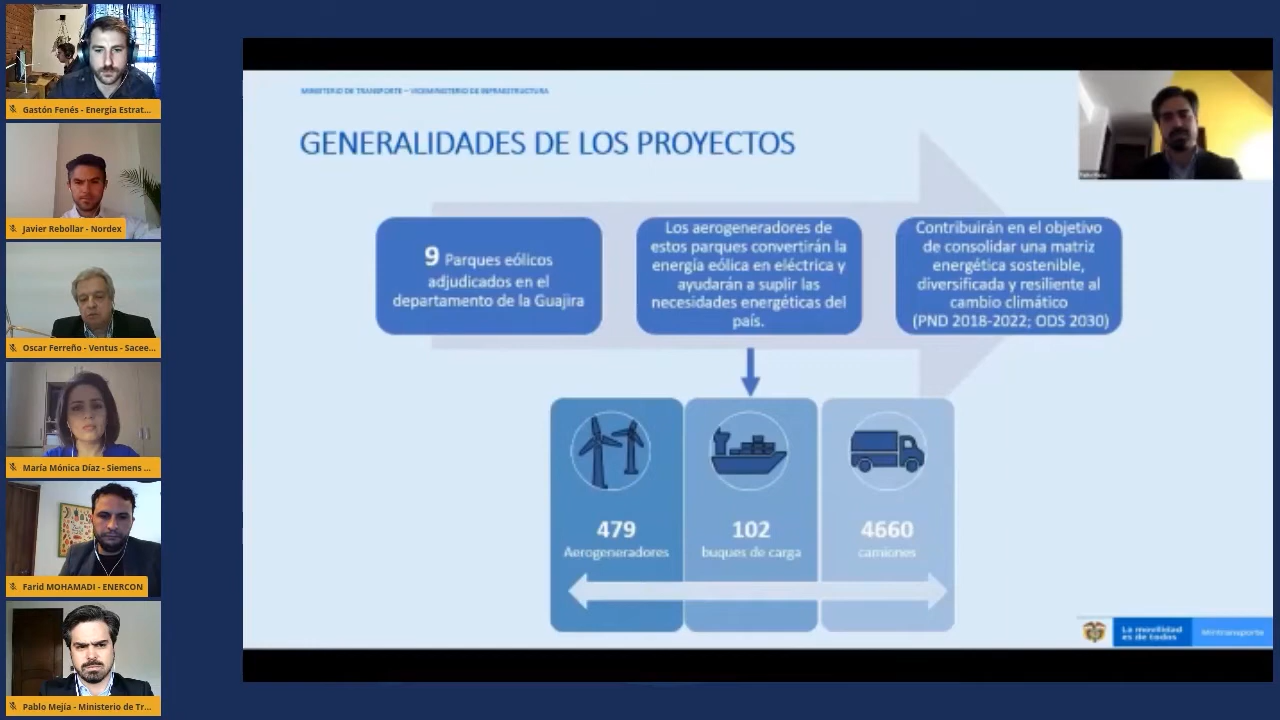 Gastón Fenés - Energía Estrat...
Javier Rebollar - Nordex
Oscar Ferreño - Ventus - Sacee...
María Mónica Díaz - Siemens ...
Farid MOHAMADI - ENERCON
Pablo Mejía - Ministerio de Tr...
MINISTERIO DE TRANSPORTE – VICEMINISTERIO DE INFRAESTRUCTURA
GENERALIDADES DE LOS PROYECTOS
9 Parques eólicos
adjudicados en el
departamento de la Guajira
Los aerogeneradores de
estos parques convertirán la
energía eólica en eléctrica y
ayudarán a suplir las
necesidades energéticas del
país.
Contribuirán en el objetivo
de consolidar una matriz
energética sostenible,
diversificada y resiliente al
cambio climático
(PND 2018-2022; ODS 2030)
479
Aerogeneradores
102
buques de carga
4660
camiones
La movilidad
es de todos
Mintransporte